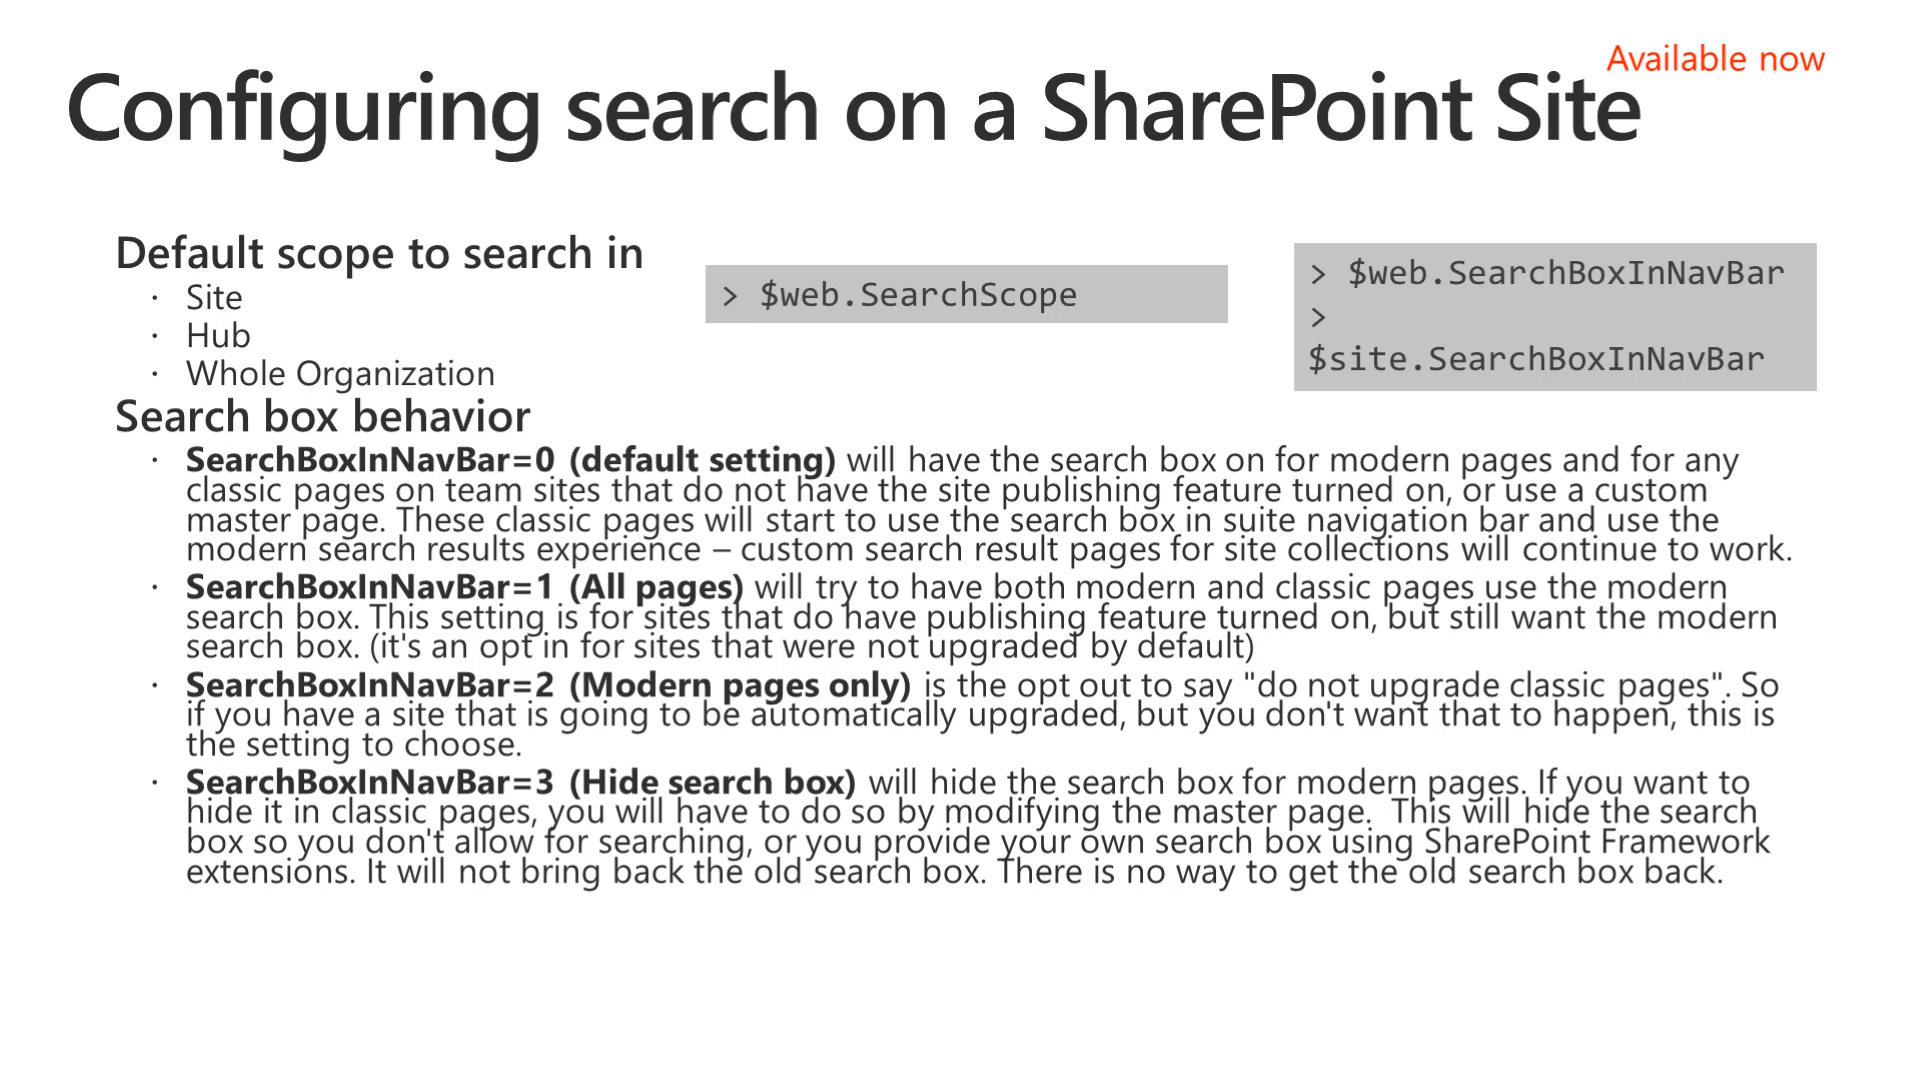 Available now
Configuring search on a SharePoint Site
Default scope to search in
· Site
· Hub
· Whole Organization
> $web.SearchScope
> $web.SearchBoxInNavBar
>
$site.SearchBoxInNavBar
Search box behavior
· SearchBoxInNavBar=0 (default setting) will have the search box on for modern pages and for any
classic pages on team sites that do not have the site publishing feature turned on, or use a custom
master page. These classic pages will start to use the search box in suite navigation bar and use the
modern search results experience – custom search result pages for site collections will continue to work.
· SearchBoxInNavBar=1 (All pages) will try to have both modern and classic pages use the modern
search box. This setting is for sites that do have publishing feature turned on, but still want the modern
search box. (it's an opt in for sites that were not upgraded by default)
· SearchBoxInNavBar=2 (Modern pages only) is the opt out to say "do not upgrade classic pages". So
if you have a site that is going to be automatically upgraded, but you don't want that to happen, this is
the setting to choose.
· SearchBoxInNavBar=3 (Hide search box) will hide the search box for modern pages. If you want to
hide it in classic pages, you will have to do so by modifying the master page.  This will hide the search
box so you don't allow for searching, or you provide your own search box using SharePoint Framework
extensions. It will not bring back the old search box. There is no way to get the old search box back.